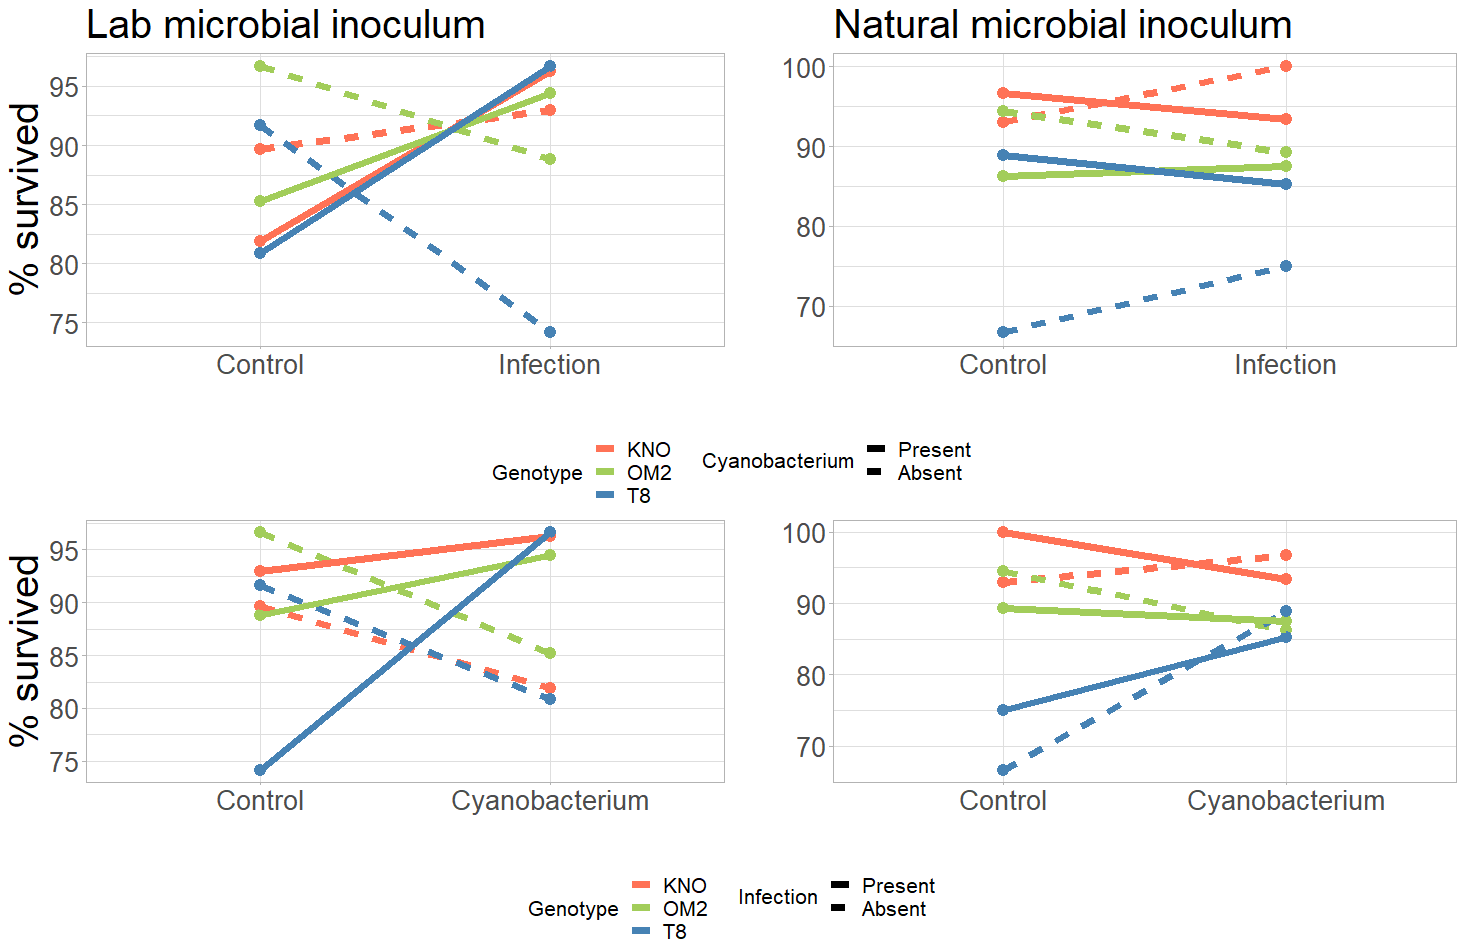 Lab microbial inoculum
Natural microbial inoculum
% survived
95
90
85
80
75
Control
Infection
100
90
80
70
Control
Infection
Genotype
KNO
OM2
T8
Cyanobacterium
Present
Absent
% survived
95
90
85
80
75
Control
Cyanobacterium
100
90
80
70
Control
Cyanobacterium
Genotype
KNO
OM2
T8
Infection
Present
Absent